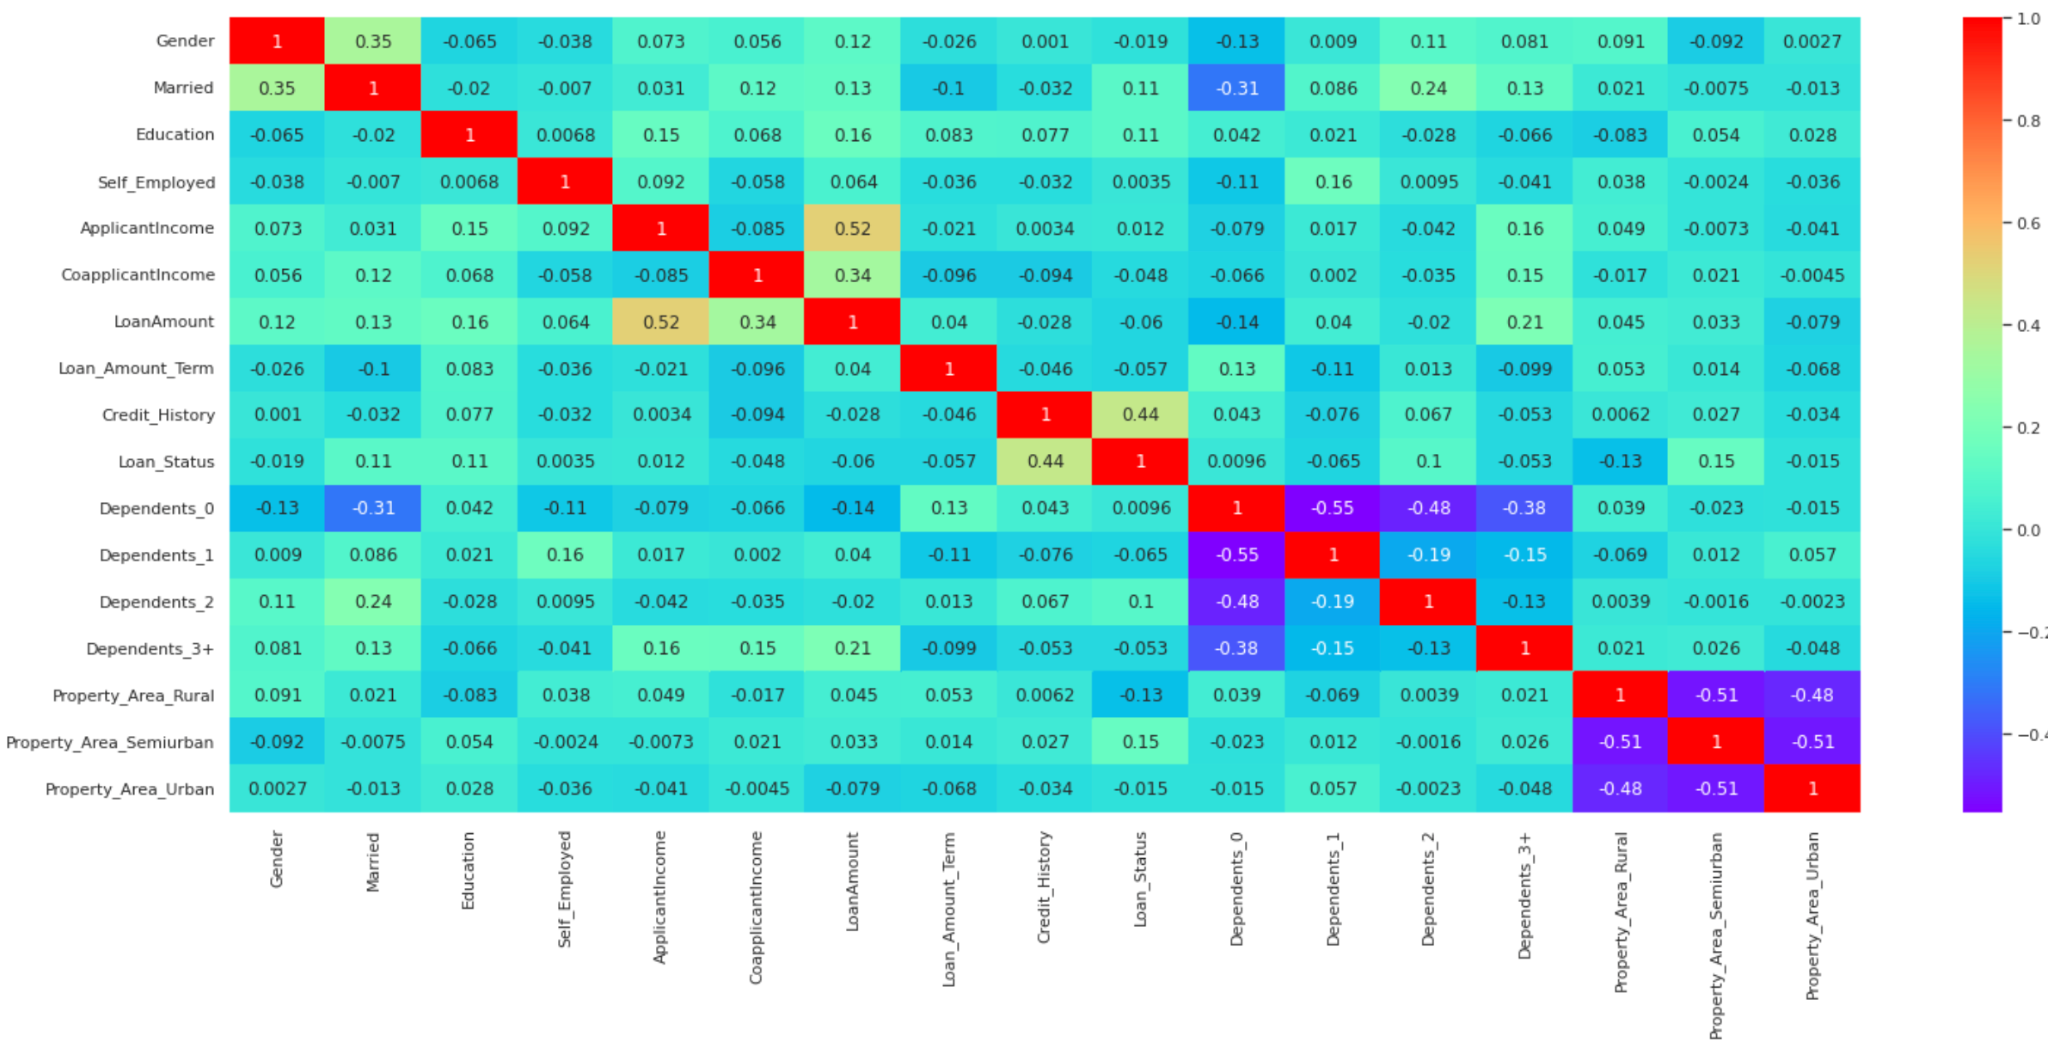 Gender 1 0.35 -0.065 -0.038 0.073 0.056 0.12 -0.026 0.001 -0.019 -0.13 0.009 0.11 0.081 0.091 -0.092 0.0027
Married 0.35 1 -0.02 -0.007 0.031 0.12 0.13 -0.1 -0.032 0.11 -0.31 0.086 0.24 0.13 0.021 -0.0075 -0.013
Education -0.065 -0.02 1 0.0068 0.15 0.068 0.16 0.083 0.077 0.11 0.042 0.021 -0.028 -0.066 -0.083 0.054 0.028
Self_Employed -0.038 -0.007 0.0068 1 0.092 -0.058 0.064 -0.036 -0.032 0.0035 -0.11 0.16 0.0095 -0.041 0.038 -0.0024 -0.036
ApplicantIncome 0.073 0.031 0.15 0.092 1 -0.085 0.52 -0.021 0.0034 0.012 -0.079 0.017 -0.042 0.16 0.049 -0.0073 -0.041
CoapplicantIncome 0.056 0.12 0.068 -0.058 -0.085 1 0.34 -0.096 -0.094 -0.048 -0.066 0.002 -0.035 0.15 -0.017 0.021 -0.0045
LoanAmount 0.12 0.13 0.16 0.064 0.52 0.34 1 0.04 -0.028 -0.06 -0.14 0.04 -0.02 0.21 0.045 0.033 -0.079
Loan_Amount_Term -0.026 -0.1 0.083 -0.036 -0.021 -0.096 0.04 1 -0.046 -0.057 0.13 -0.11 0.013 -0.099 0.053 0.014 -0.068
Credit_History 0.001 -0.032 0.077 -0.032 0.0034 -0.094 -0.028 -0.046 1 0.44 0.043 -0.076 0.067 -0.053 0.0062 0.027 -0.034
Loan_Status -0.019 0.11 0.11 0.0035 0.012 -0.048 -0.06 -0.057 0.44 1 0.0096 -0.065 0.1 -0.053 -0.13 0.15 -0.015
Dependents_0 -0.13 -0.31 0.042 -0.11 -0.079 -0.066 -0.14 0.13 0.043 0.0096 1 -0.55 -0.48 -0.38 0.039 -0.023 -0.015
Dependents_1 0.009 0.086 0.021 0.16 0.017 0.002 0.04 -0.11 -0.076 -0.065 -0.55 1 -0.19 -0.15 -0.069 0.012 0.057
Dependents_2 0.11 0.24 -0.028 0.0095 -0.042 -0.035 -0.02 0.013 0.067 0.1 -0.48 -0.19 1 -0.13 0.0039 -0.0016 -0.0023
Dependents_3+ 0.081 0.13 -0.066 -0.041 0.16 0.15 0.21 -0.099 -0.053 -0.053 -0.38 -0.15 -0.13 1 0.021 0.026 -0.048
Property_Area_Rural 0.091 0.021 -0.083 0.038 0.049 -0.017 0.045 0.053 0.0062 -0.13 0.039 -0.069 0.0039 0.021 1 -0.51 -0.48
Property_Area_Semiurban -0.092 -0.0075 0.054 -0.0024 -0.0073 0.021 0.033 0.014 0.027 0.15 -0.023 0.012 -0.0016 0.026 -0.51 1 -0.51
Property_Area_Urban 0.0027 -0.013 0.028 -0.036 -0.041 -0.0045 -0.079 -0.068 -0.034 -0.015 -0.015 0.057 -0.0023 -0.048 -0.48 -0.51 1
Gender
Married
Education
Self_Employed
ApplicantIncome
CoapplicantIncome
LoanAmount
Loan_Amount_Term
Credit_History
Loan_Status
Dependents_0
Dependents_1
Dependents_2
Dependents_3+
Property_Area_Rural
Property_Area_Semiurban
Property_Area_Urban
1.0
0.8
0.6
0.4
0.2
0.0